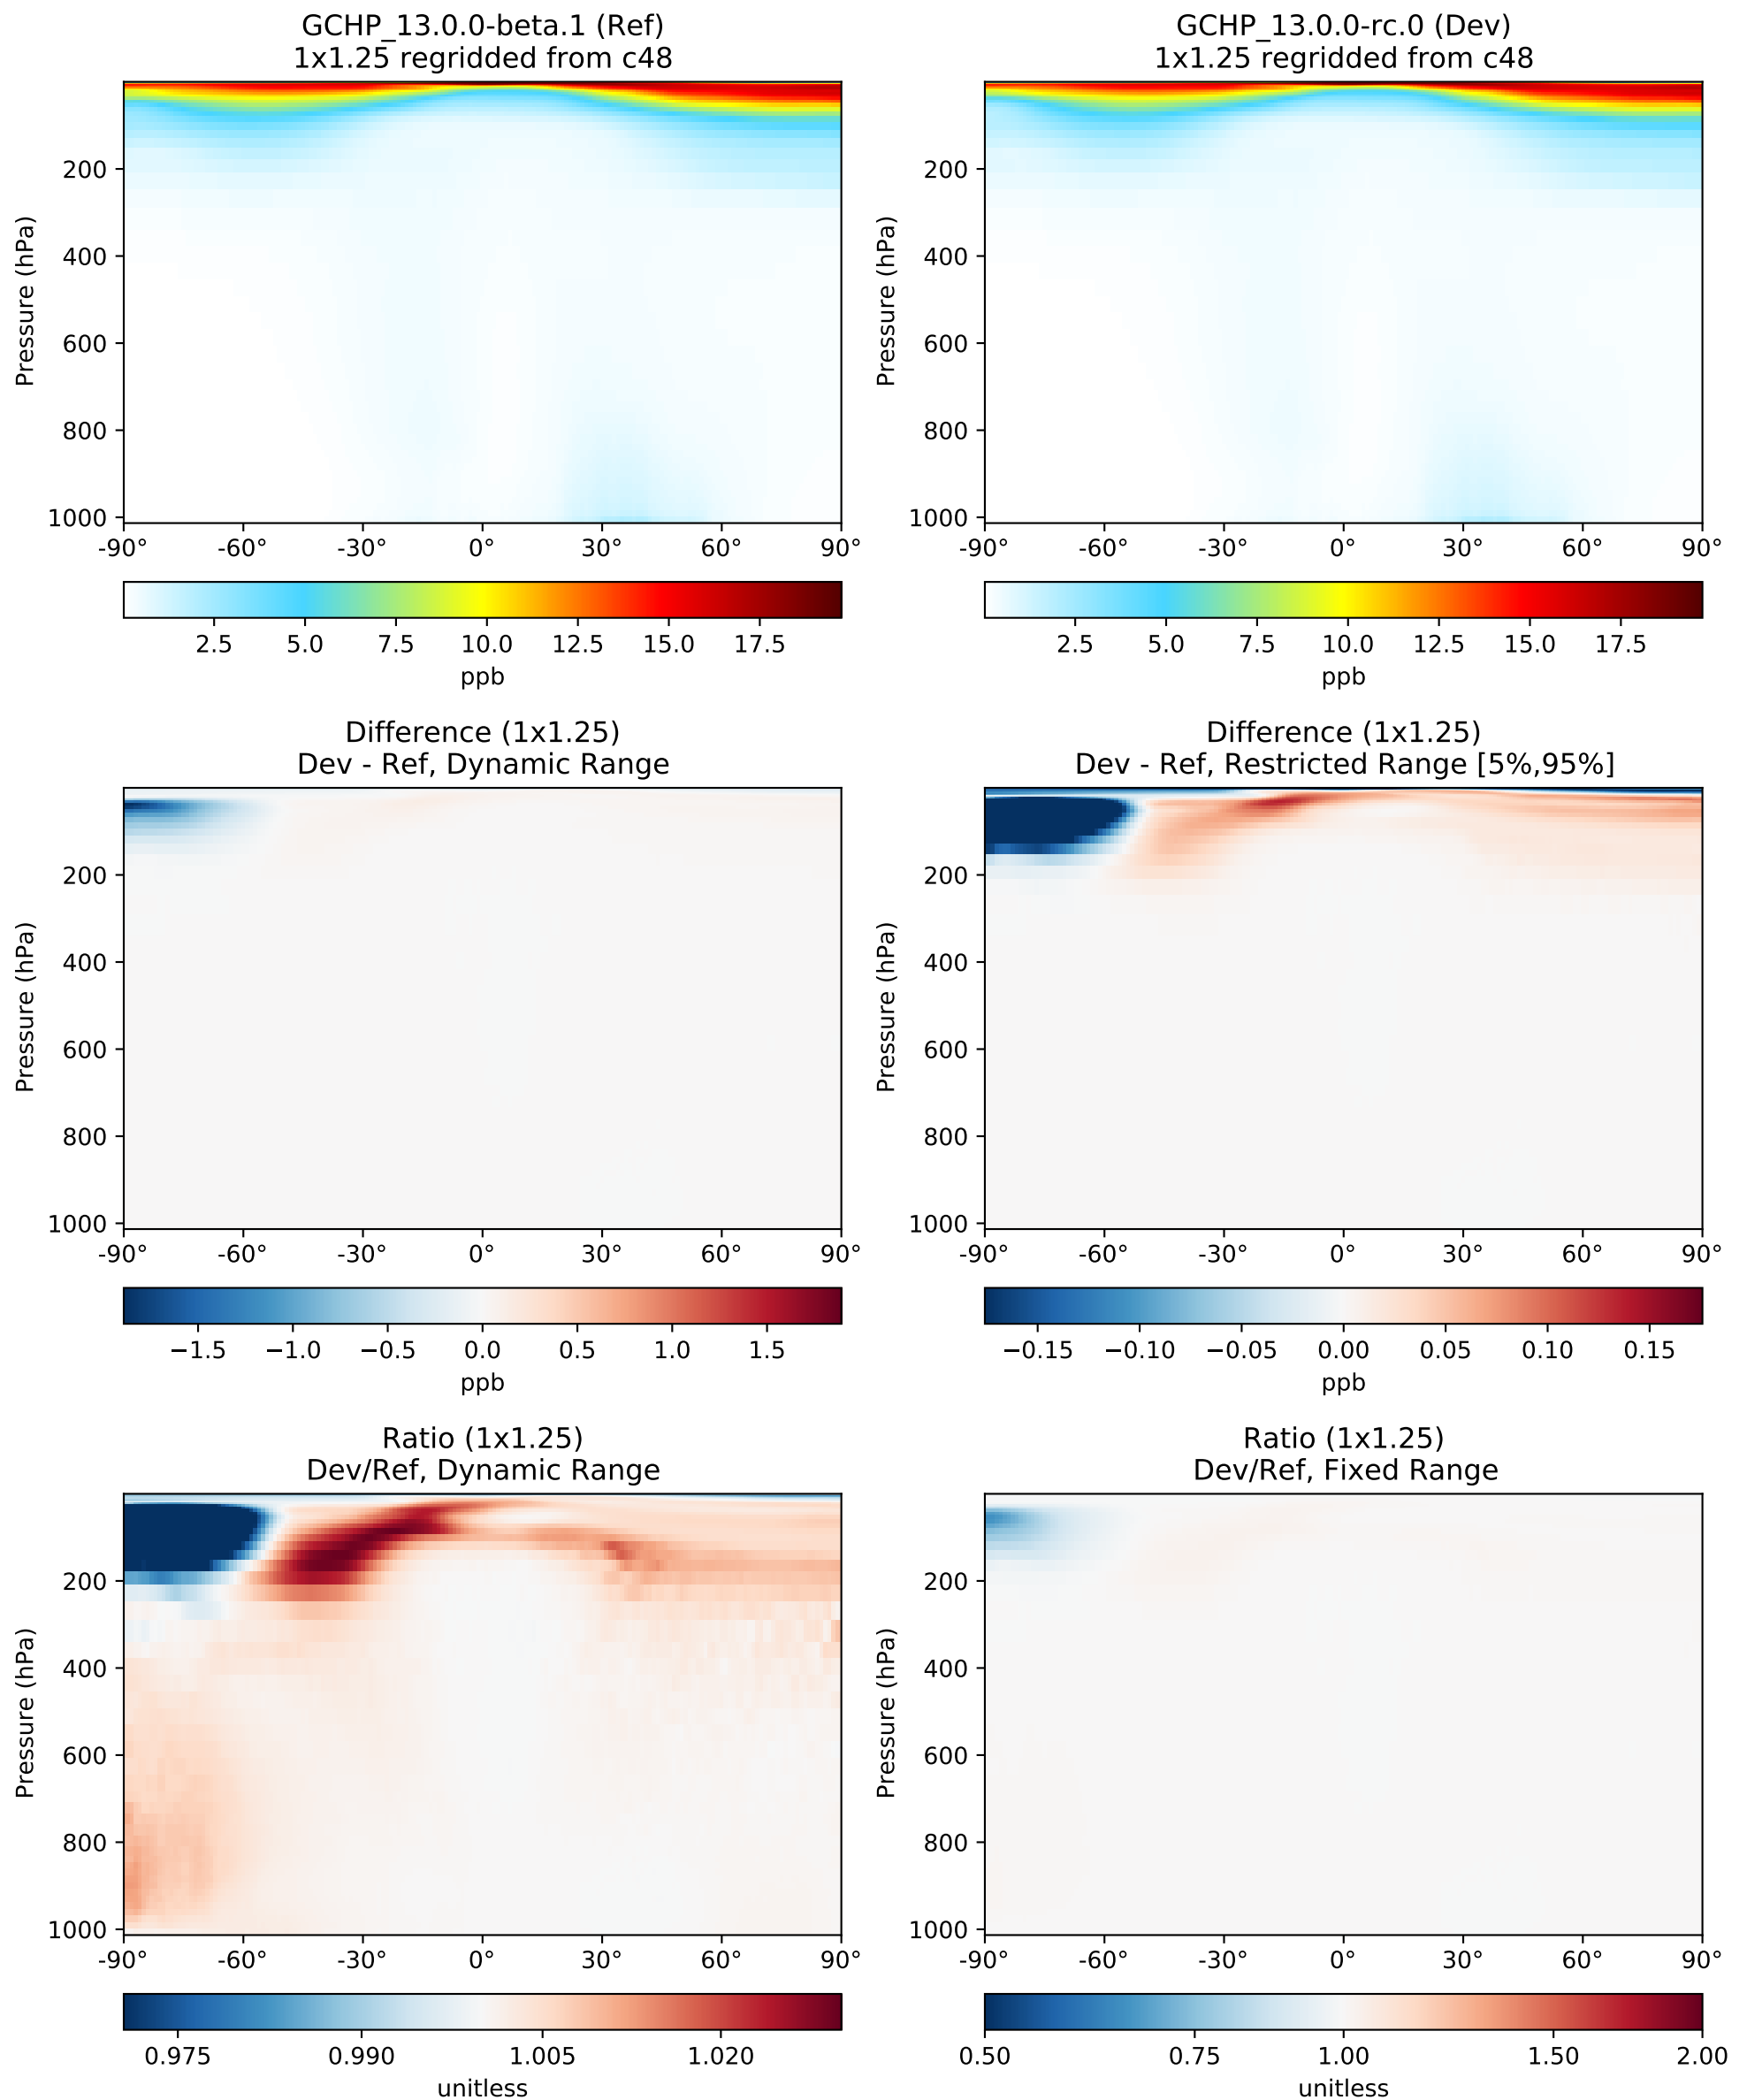 GCHP_13.0.0-beta.1 (Ref)
1x1.25 regridded from c48
Pressure (hPa)
200
400
600
800
1000
-90° -60° -30° 0° 30° 60° 90°
2.5 5.0 7.5 10.0 12.5 15.0 17.5
ppb
GCHP_13.0.0-rc.0 (Dev)
1x1.25 regridded from c48
Pressure (hPa)
200
400
600
800
1000
-90° -60° -30° 0° 30° 60° 90°
2.5 5.0 7.5 10.0 12.5 15.0 17.5
ppb
Difference (1x1.25)
Dev - Ref, Dynamic Range
Pressure (hPa)
200
400
600
800
1000
-90° -60° -30° 0° 30° 60° 90°
−1.5 −1.0 −0.5 0.0 0.5 1.0 1.5
ppb
Difference (1x1.25)
Dev - Ref, Restricted Range [5%,95%]
Pressure (hPa)
200
400
600
800
1000
-90° -60° -30° 0° 30° 60° 90°
−0.15 −0.10 −0.05 0.00 0.05 0.10 0.15
ppb
Ratio (1x1.25)
Dev/Ref, Dynamic Range
Pressure (hPa)
200
400
600
800
1000
-90° -60° -30° 0° 30° 60° 90°
0.975 0.990 1.005 1.020
unitless
Ratio (1x1.25)
Dev/Ref, Fixed Range
Pressure (hPa)
200
400
600
800
1000
-90° -60° -30° 0° 30° 60° 90°
0.50 0.75 1.00 1.50 2.00
unitless